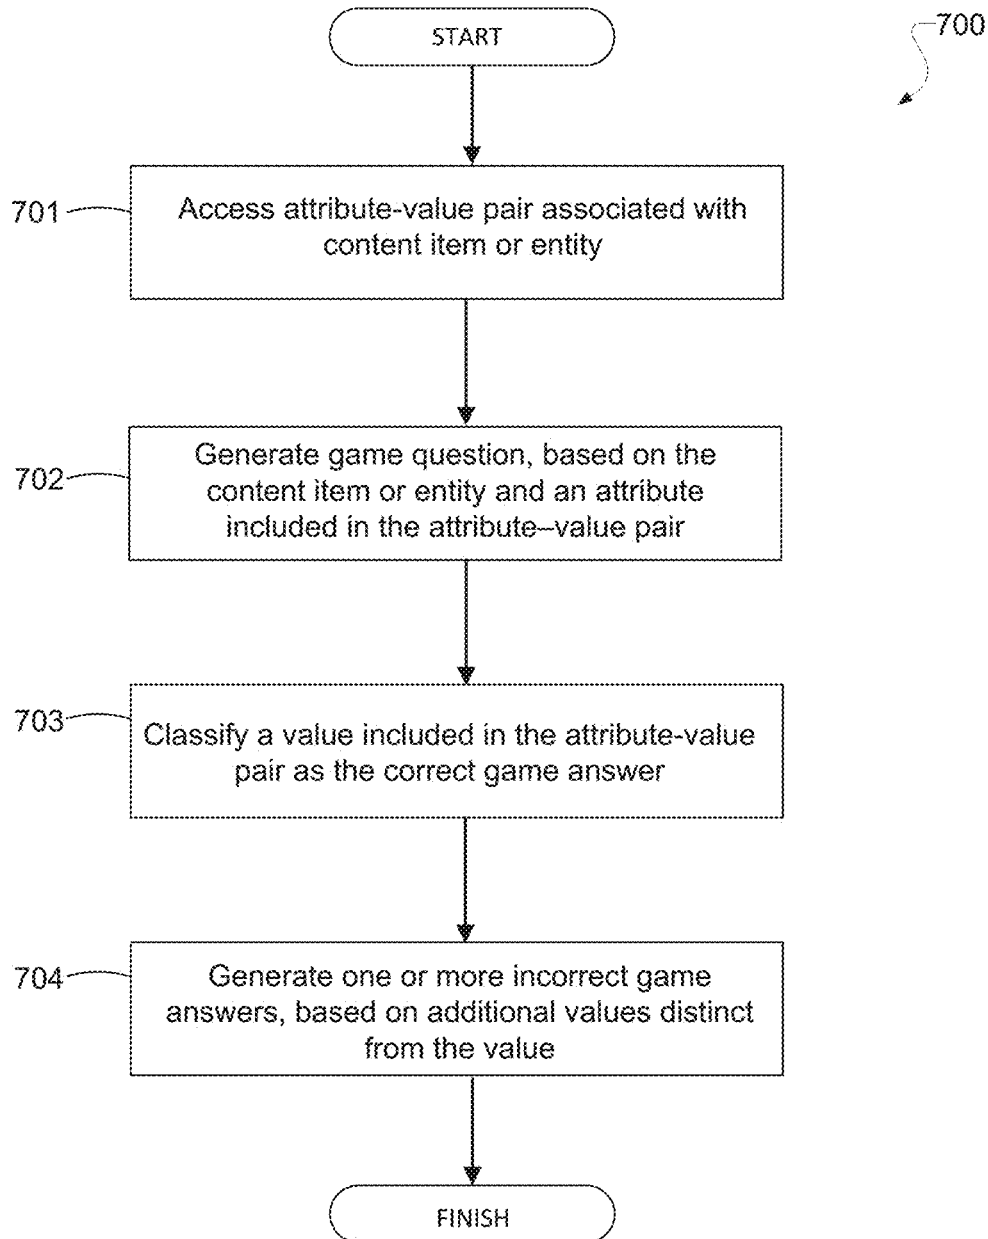 START
700
701
Access attribute-value pair associated with
content item or entity
702
Generate game question, based on the
content item or entity and an attribute
included in the attribute–value pair
703
Classify a value included in the attribute-value
pair as the correct game answer
704
Generate one or more incorrect game
answers, based on additional values distinct
from the value
FINISH